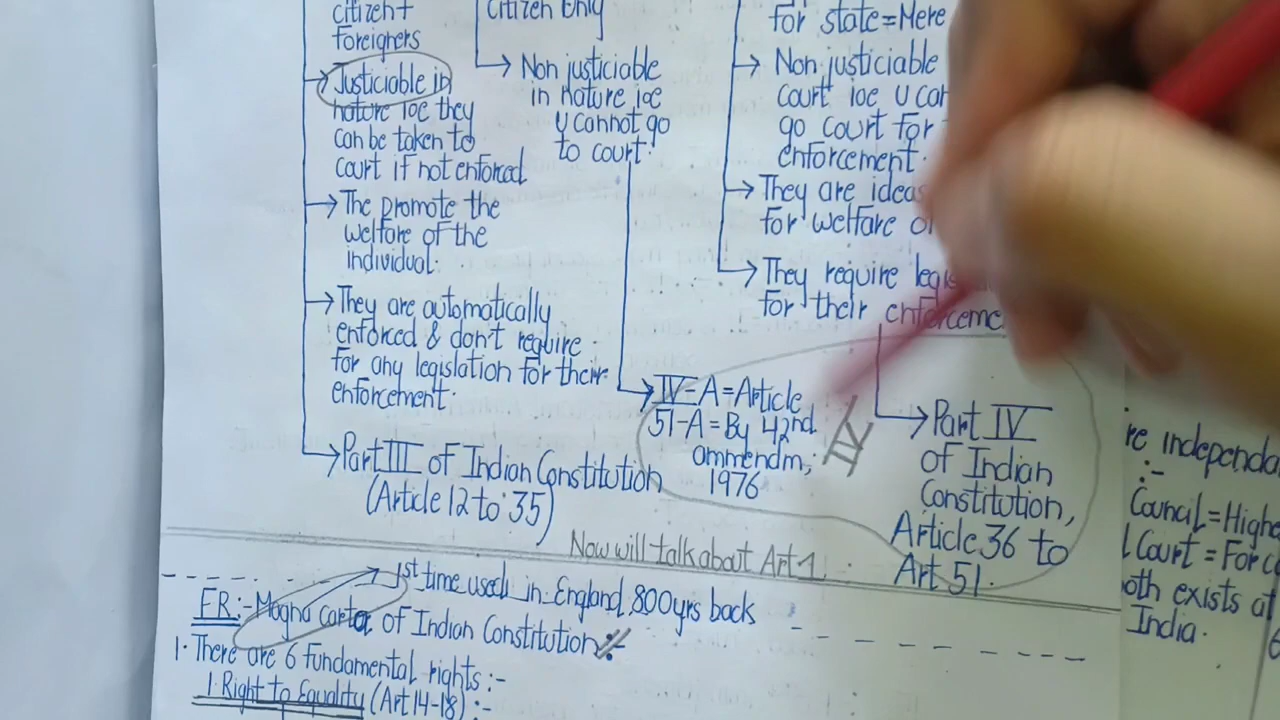 citizen+
foreigners
Justiciable in
nature ioe they
can be taken to
court if not enforced
The promote the
welfare of the
individual.
They are automatically
enforced & don't require
for any legislation for their
enforcement.
Part III of Indian Constitution
(Article 12 to 35)
Citizen only
Non justiciable
in nature ioe
u cannot go
to court.
IV-A=Article
51-A=By 42nd
ammendm;
1976
IV
for state=Mere
Non justiciable
court ioe u can
go court for
enforcement.
They are ideas
for welfare of
They require legis
for their enforceme
Part IV
of Indian
Constitution,
Article 36 to
Art 51.
Now will talk about Art 1
1st time used in England 800yrs back
FR:-Magna carta of Indian Constitution:-
1. There are 6 fundamental rights:-
1. Right to Equality (Art 14-18):-
re independa
:-
Council=High
Court = For c
oth exists at
India.